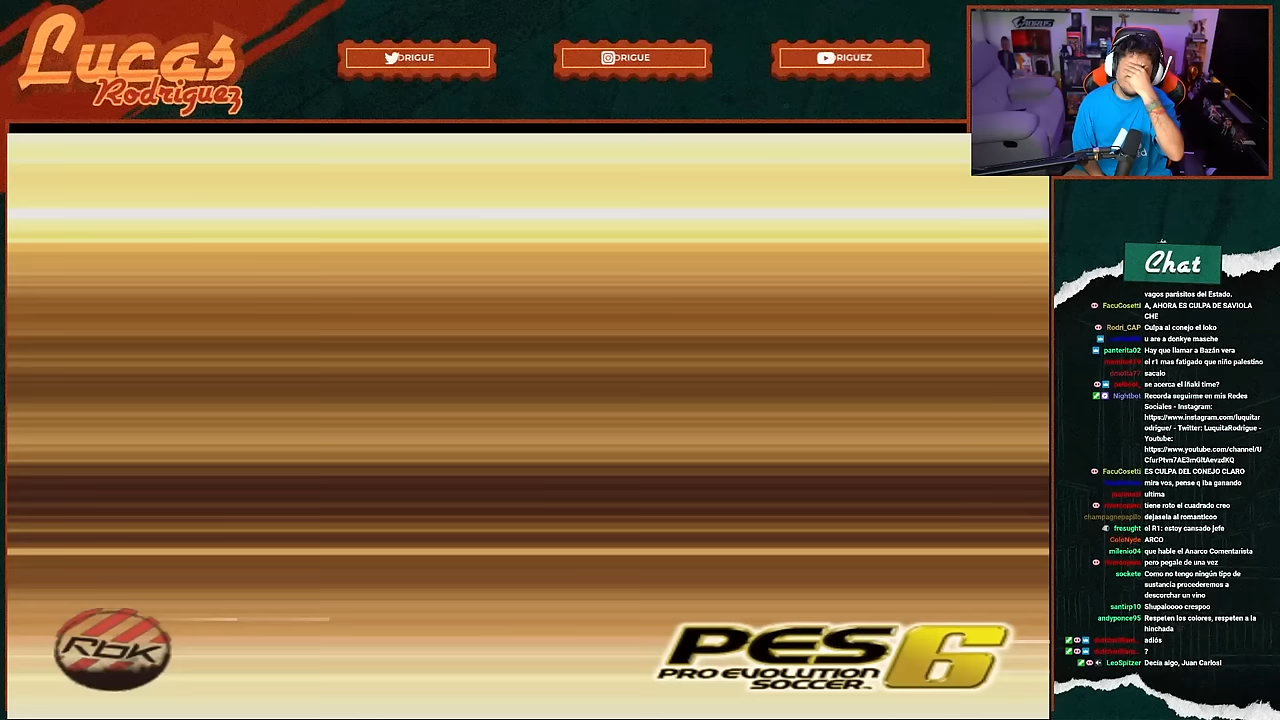 Lucas
Rodriguez
DRIGUE
DRIGUE
RIGUEZ
AORUS
Chat
vagos parásitos del Estado.
FacuCosetti A, AHORA ES CULPA DE SAVIOLA
CHE
Rodri_CAP Culpa al conejo el loko
u are a donkye masche
panterita02 Hay que llamar a Bazán vera
el r1 mas fatigado que niño palestino
sacalo
se acerca el Iñaki time?
Nightbot Recorda seguirme en mis Redes
Sociales - Instagram:
https://www.instagram.com/luquitar
odrigue/ - Twitter: LuquitaRodrigue -
Youtube:
https://www.youtube.com/channel/U
FacuCosetti ES CULPA DEL CONEJO CLARO
mira vos, pense q iba ganando
ultima
tiene roto el cuadrado creo
champagnepapiio dejasela al romanticoo
fresught el R1: estoy cansado jefe
ColoNyde ARCO
milenio04 que hable el Anarco Comentarista
pero pegale de una vez
sockete Como no tengo ningún tipo de
sustancia procederemos a
descorchar un vino
santirp10 Shupaloooo crespoo
andyponce95 Respeten los colores, respeten a la
hinchada
adiós
?
LeoSpitzer Decía algo, Juan Carlos!
Rbk
PES 6
PRO EVOLUTION
SOCCER™